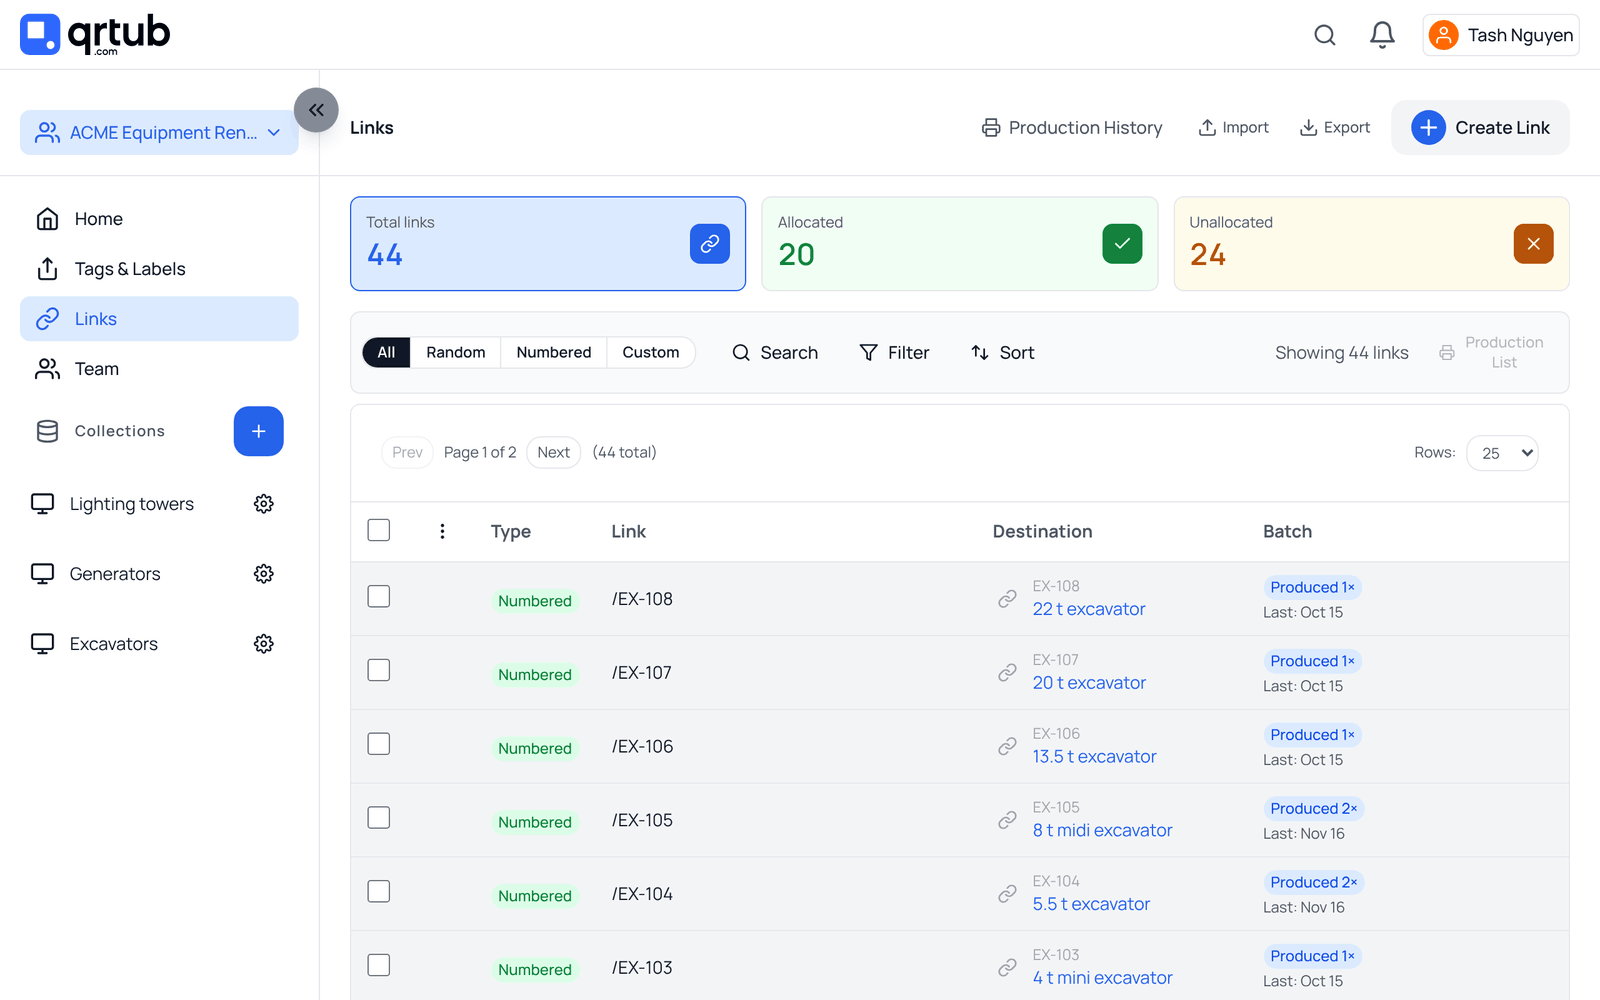 qrtub
.com
Tash Nguyen
ACME Equipment Ren...
Links
Production History
Import
Export
Create Link
Home
Tags & Labels
Links
Team
Collections
Lighting towers
Generators
Excavators
Total links
44
Allocated
20
Unallocated
24
All
Random
Numbered
Custom
Search
Filter
Sort
Showing 44 links
Production
List
Prev
Page 1 of 2
Next
(44 total)
Rows:
25
Type
Link
Destination
Batch
Numbered
/EX-108
EX-108
22 t excavator
Produced 1×
Last: Oct 15
Numbered
/EX-107
EX-107
20 t excavator
Produced 1×
Last: Oct 15
Numbered
/EX-106
EX-106
13.5 t excavator
Produced 1×
Last: Oct 15
Numbered
/EX-105
EX-105
8 t midi excavator
Produced 2×
Last: Nov 16
Numbered
/EX-104
EX-104
5.5 t excavator
Produced 2×
Last: Nov 16
Numbered
/EX-103
EX-103
4 t mini excavator
Produced 1×
Last: Oct 15